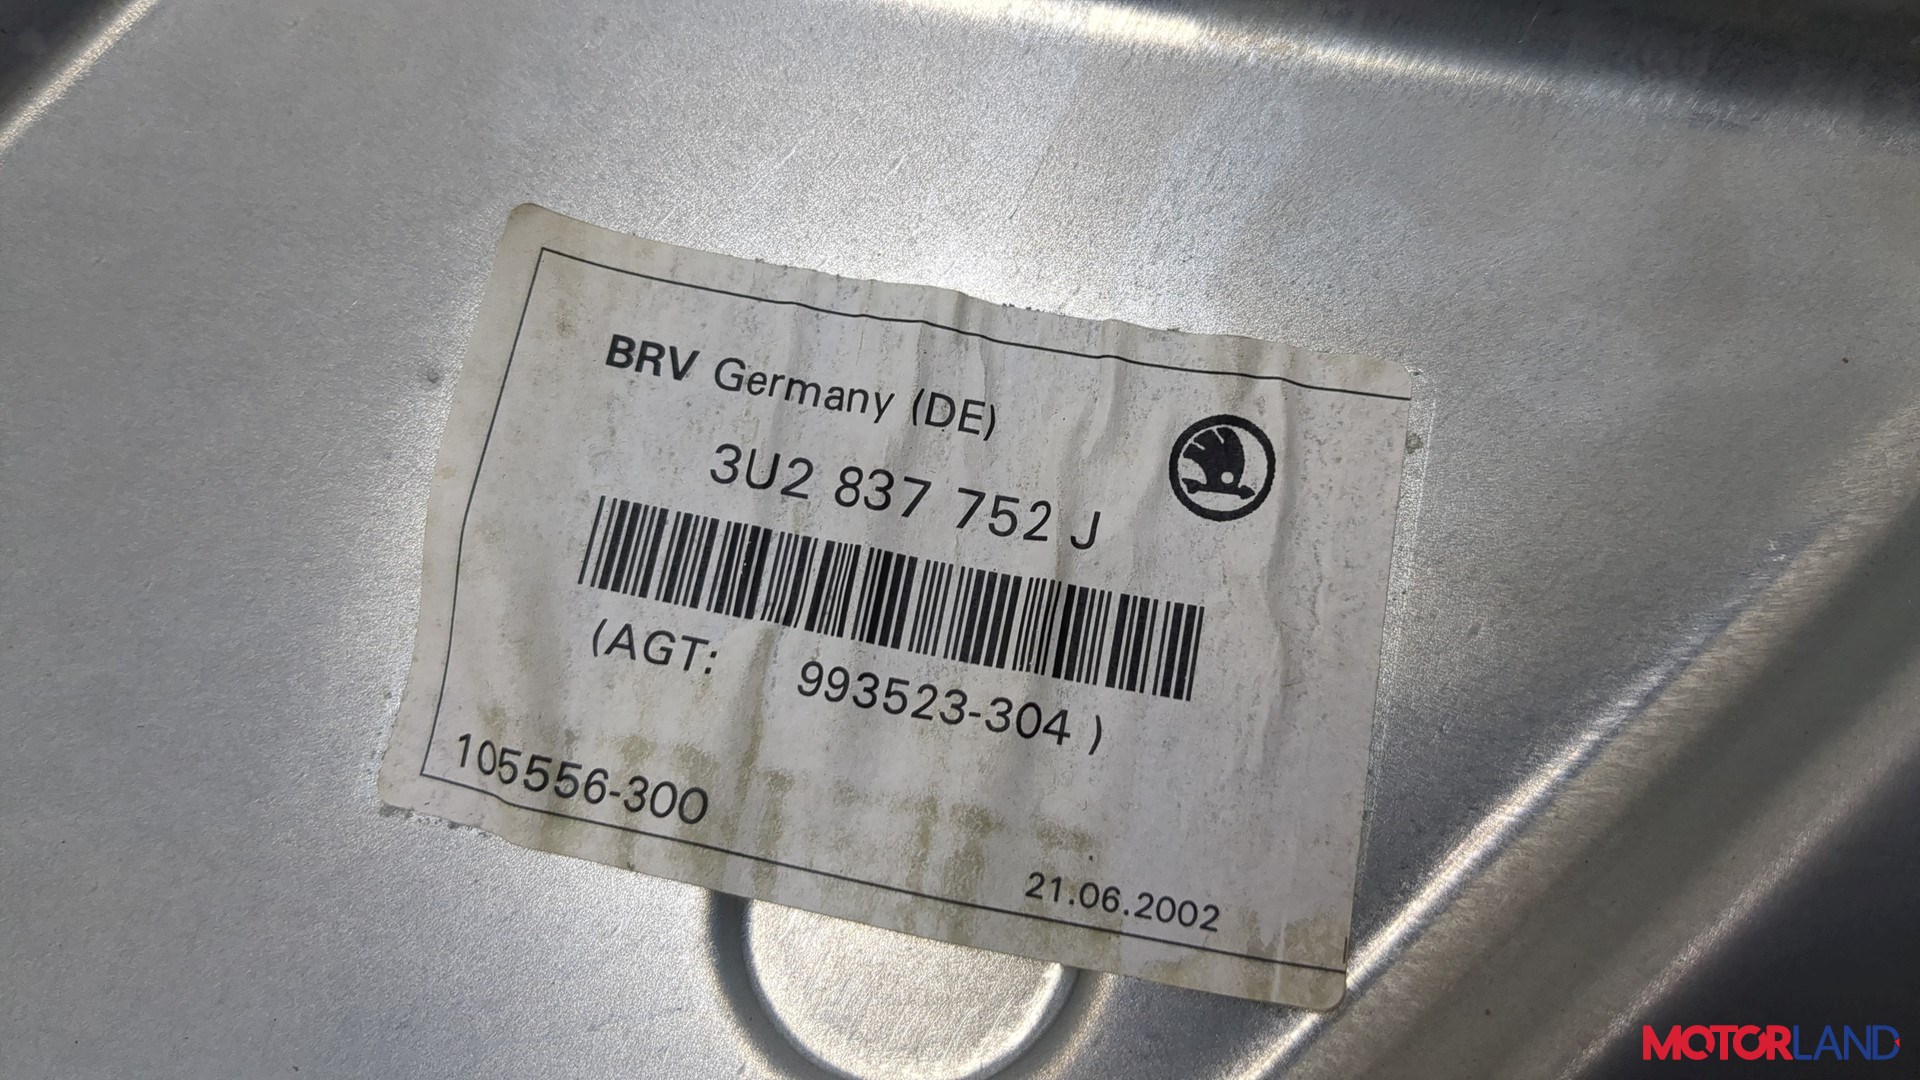 BRV Germany (DE)
3U2 837 752 J
(AGT: 993523-304 )
105556-300
21.06.2002
MOTORLAND